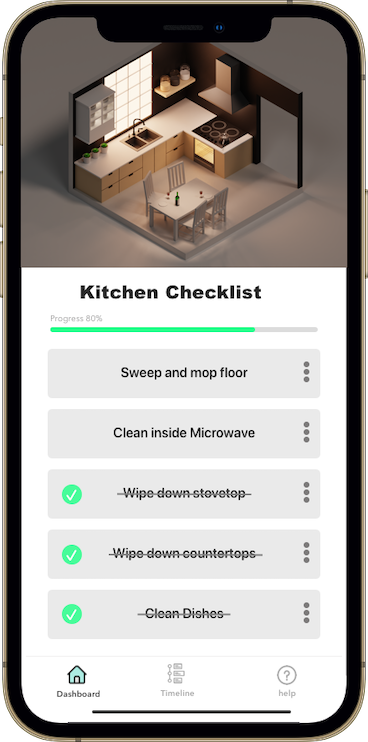 Kitchen Checklist
Progress 80%
Sweep and mop floor
Clean inside Microwave
Wipe down stovetop
Wipe down countertops
Clean Dishes
Dashboard
Timeline
help